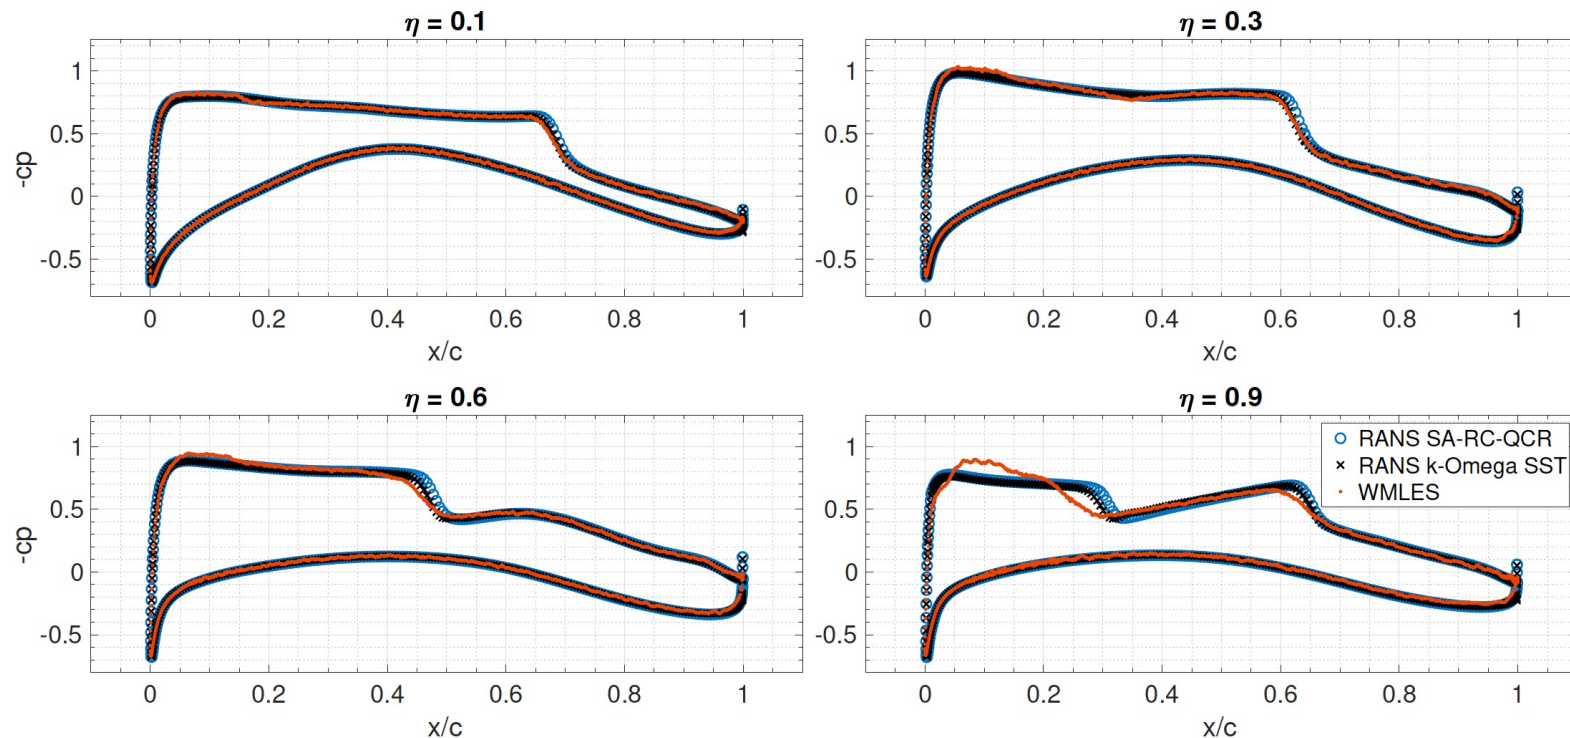 η = 0.1
-cp
1
0.5
0
-0.5
0 0.2 0.4 0.6 0.8 1
x/c
η = 0.3
1
0.5
0
-0.5
0 0.2 0.4 0.6 0.8 1
x/c
η = 0.6
-cp
1
0.5
0
-0.5
0 0.2 0.4 0.6 0.8 1
x/c
η = 0.9
RANS SA-RC-QCR
RANS k-Omega SST
WMLES
1
0.5
0
-0.5
0 0.2 0.4 0.6 0.8 1
x/c